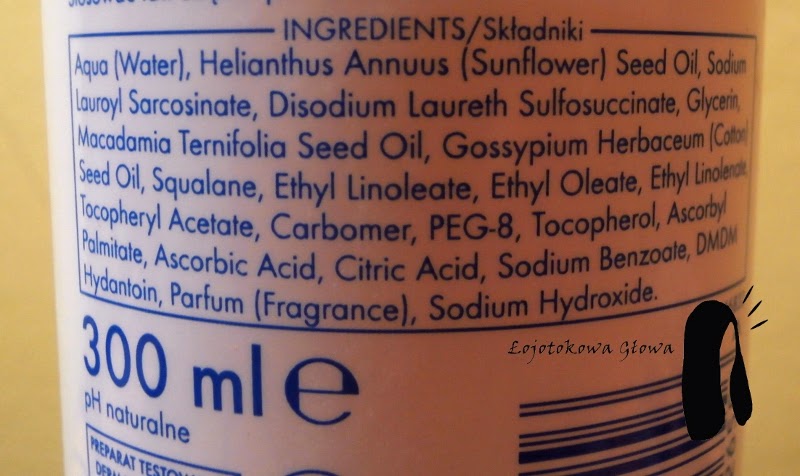 INGREDIENTS/Składniki
Aqua (Water), Helianthus Annuus (Sunflower) Seed Oil, Sodium
Lauroyl Sarcosinate, Disodium Laureth Sulfosuccinate, Glycerin,
Macadamia Ternifolia Seed Oil, Gossypium Herbaceum (Cotton)
Seed Oil, Squalane, Ethyl Linoleate, Ethyl Oleate, Ethyl Linolenate,
Tocopheryl Acetate, Carbomer, PEG-8, Tocopherol, Ascorbyl
Palmitate, Ascorbic Acid, Citric Acid, Sodium Benzoate, DMDM
Hydantoin, Parfum (Fragrance), Sodium Hydroxide.
Łojotokowa Głowa
300 ml e
pH naturalne
PREPARAT